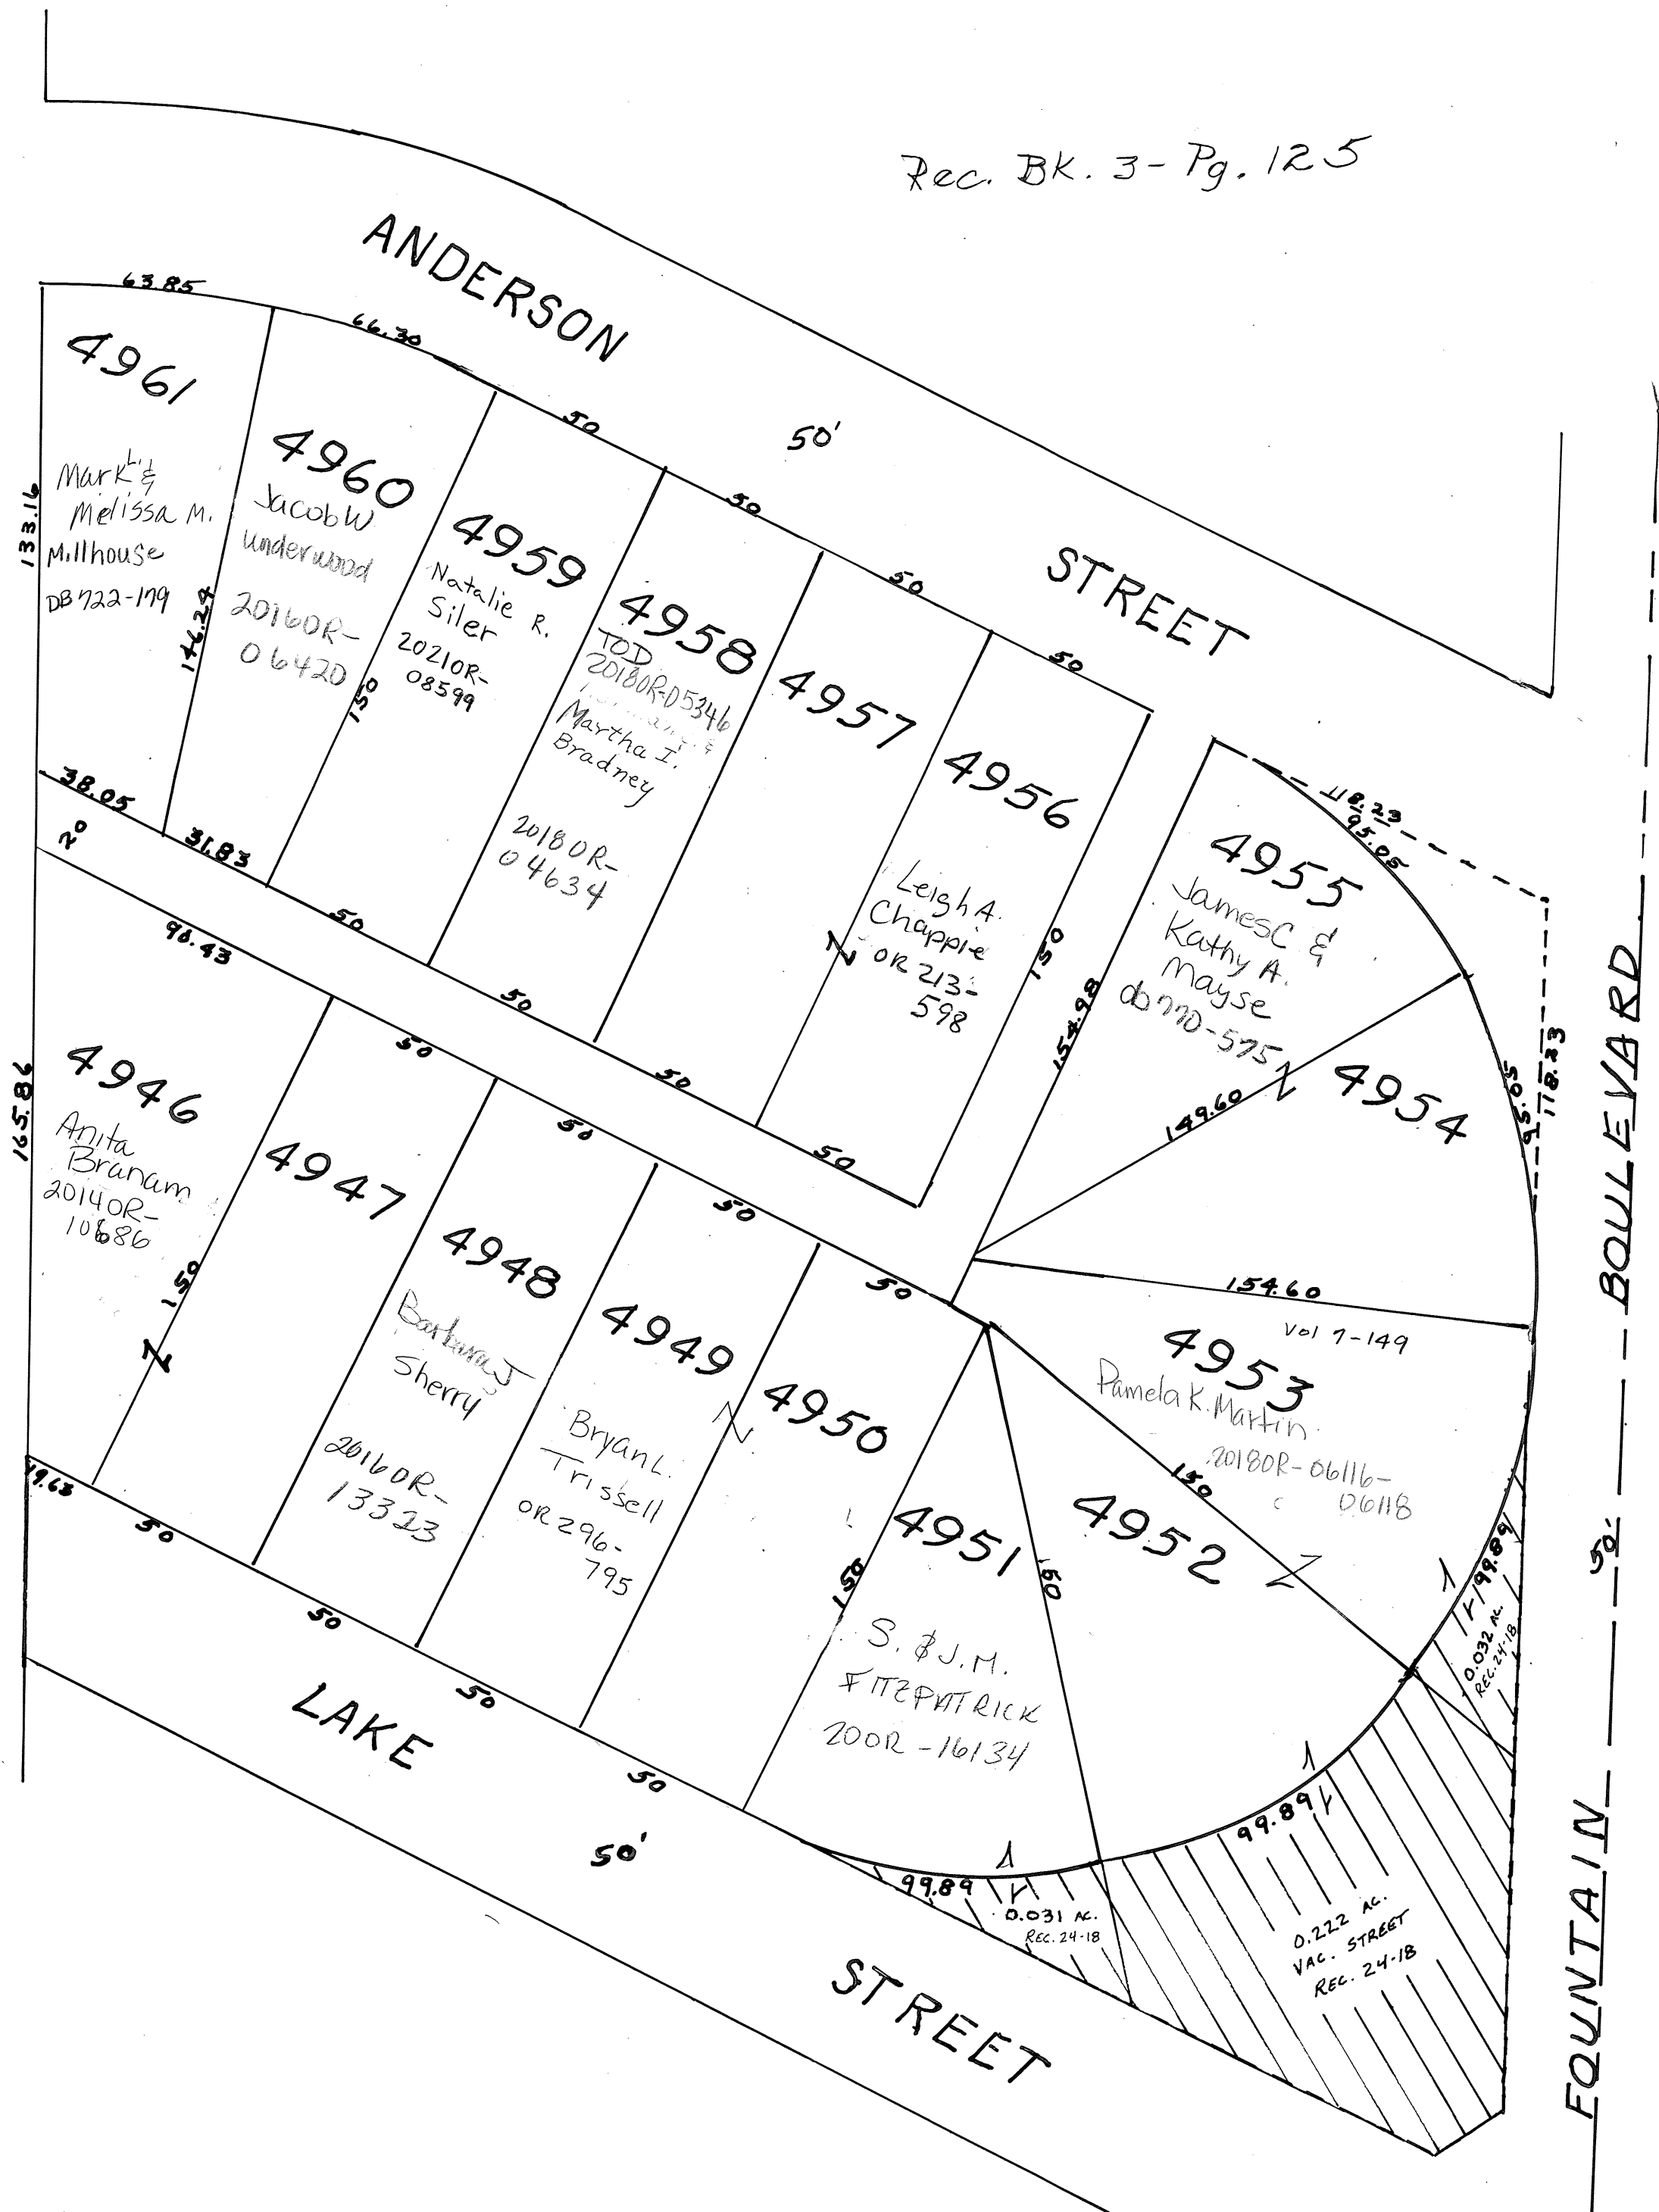 Rec. BK. 3- Pg. 125
ANDERSON
STREET
50'
63.85
66.30
50
50
50
50
4961
Mark L. &
Melissa M.
Millhouse
DB 722-179
133.16
146.24
4960
Jacob W
Underwood
2016OR-
06420
150
4959
Natalie R.
Siler
2021OR-
08599
4958
TOD
2018OR-05346
Martha I.
Bradney
2018OR-
04634
4957
4956
Leigh A.
Chappie
OR 213-
598
Z
150
38.05
31.83
50
50
50
50
20
4955
James C &
Kathy A.
Mayse
db 770-575
Z
154.98
118.23
95.05
149.60
4954
95.05
118.23
154.60
Vol 7-149
4953
Pamela K. Martin
2018OR-06116-
06118
150
Z
99.89
0.032 AC.
REC. 24-18
90.43
50
50
50
50
165.86
4946
Anita
Branam
2014OR-
10686
150
Z
4947
4948
Barbara J
Sherry
2016OR-
13323
4949
Bryan L.
Trissell
OR 296-
795
Z
4950
150
4951
S. & J.M.
FITZPATRICK
200R-16134
150
4952
19.63
50
50
50
50
99.89
0.031 AC.
REC. 24-18
99.89
0.222 AC.
VAC. STREET
REC. 24-18
LAKE
50'
STREET
FOUNTAIN
50'
BOULEVARD